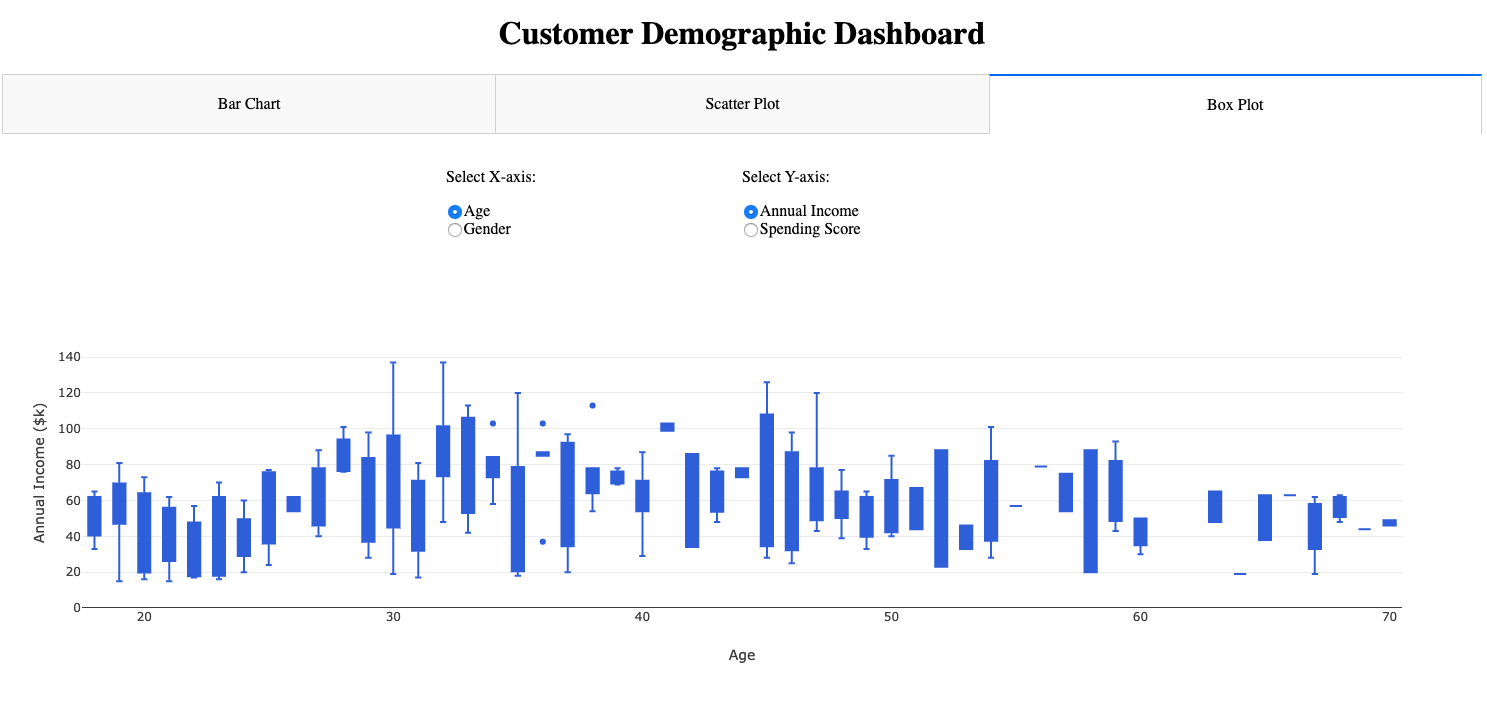 Customer Demographic Dashboard
Bar Chart
Scatter Plot
Box Plot
Select X-axis:
Select Y-axis:
Age
Annual Income
Gender
Spending Score
140
120
100
80
60
40
20
0
Annual Income ($k)
20
30
40
50
60
70
Age